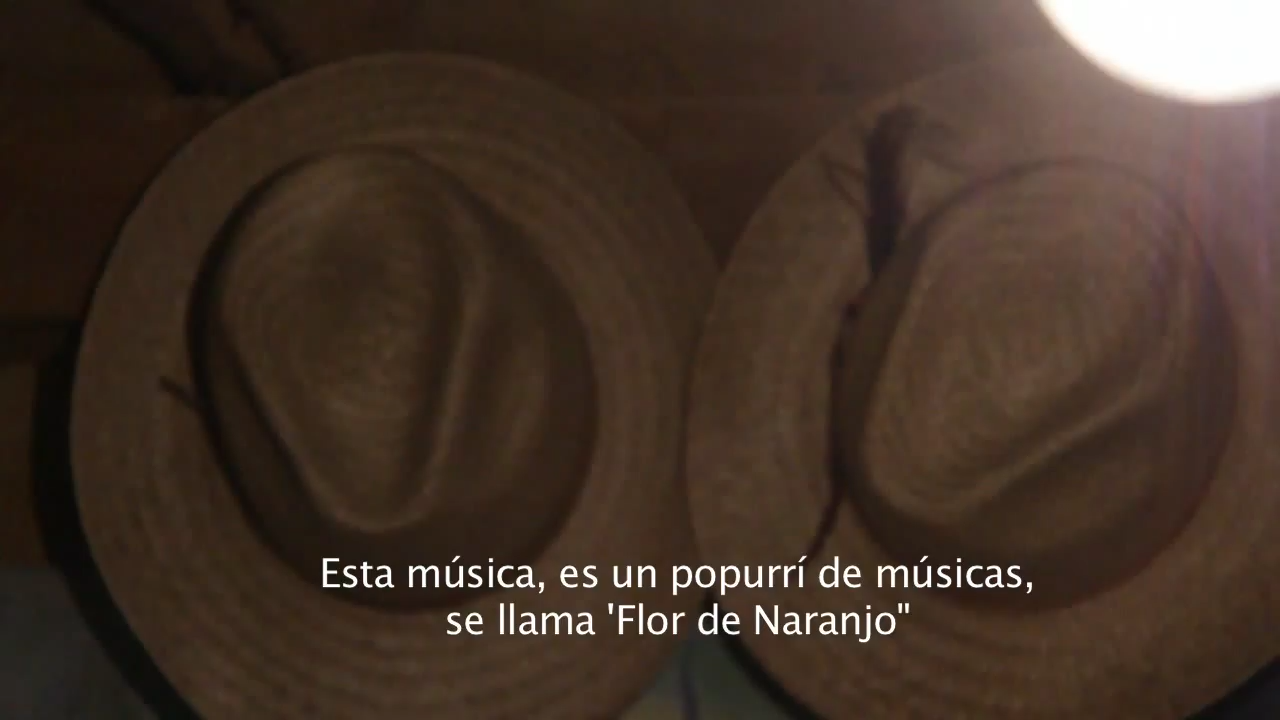 Esta música, es un popurrí de músicas,
se llama 'Flor de Naranjo"